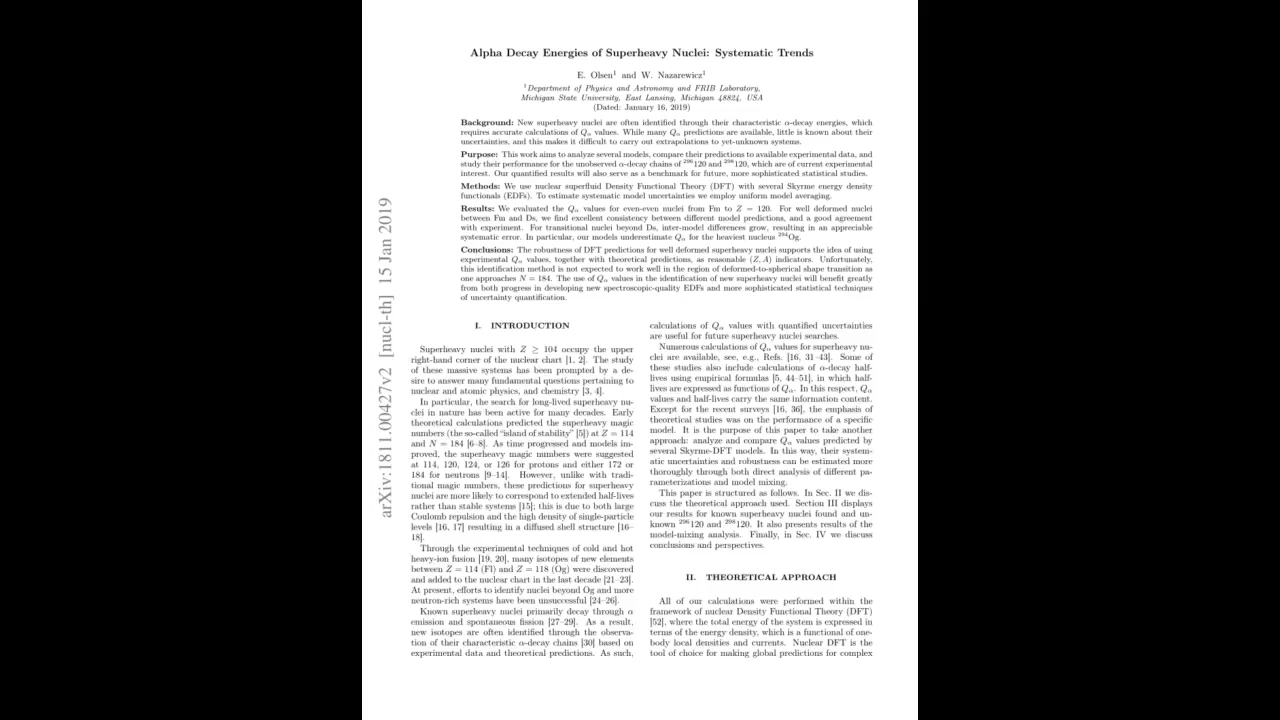 Alpha Decay Energies of Superheavy Nuclei: Systematic Trends
E. Olsen¹ and W. Nazarewicz¹
¹Department of Physics and Astronomy and FRIB Laboratory,
Michigan State University, East Lansing, Michigan 48824, USA
(Dated: January 16, 2019)
Background: New superheavy nuclei are often identified through their characteristic α-decay energies, which
requires accurate calculations of Qα values. While many Qα predictions are available, little is known about their
uncertainties, and this makes it difficult to carry out extrapolations to yet-unknown systems.
Purpose: This work aims to analyze several models, compare their predictions to available experimental data, and
study their performance for the unobserved α-decay chains of ²⁹⁶120 and ²⁹⁸120, which are of current experimental
interest. Our quantified results will also serve as a benchmark for future, more sophisticated statistical studies.
Methods: We use nuclear superfluid Density Functional Theory (DFT) with several Skyrme energy density
functionals (EDFs). To estimate systematic model uncertainties we employ uniform model averaging.
Results: We evaluated the Qα values for even-even nuclei from Fm to Z = 120. For well deformed nuclei
between Fm and Ds, we find excellent consistency between different model predictions, and a good agreement
with experiment. For transitional nuclei beyond Ds, inter-model differences grow, resulting in an appreciable
systematic error. In particular, our models underestimate Qα for the heaviest nucleus ²⁹⁴Og.
Conclusions: The robustness of DFT predictions for well deformed superheavy nuclei supports the idea of using
experimental Qα values, together with theoretical predictions, as reasonable (Z, A) indicators. Unfortunately,
this identification method is not expected to work well in the region of deformed-to-spherical shape transition as
one approaches N = 184. The use of Qα values in the identification of new superheavy nuclei will benefit greatly
from both progress in developing new spectroscopic-quality EDFs and more sophisticated statistical techniques
of uncertainty quantification.
arXiv:1811.00427v2 [nucl-th] 15 Jan 2019
I. INTRODUCTION
Superheavy nuclei with Z ≥ 104 occupy the upper
right-hand corner of the nuclear chart [1, 2]. The study
of these massive systems has been prompted by a de-
sire to answer many fundamental questions pertaining to
nuclear and atomic physics, and chemistry [3, 4].
In particular, the search for long-lived superheavy nu-
clei in nature has been active for many decades. Early
theoretical calculations predicted the superheavy magic
numbers (the so-called "island of stability" [5]) at Z = 114
and N = 184 [6–8]. As time progressed and models im-
proved, the superheavy magic numbers were suggested
at 114, 120, 124, or 126 for protons and either 172 or
184 for neutrons [9–14]. However, unlike with tradi-
tional magic numbers, these predictions for superheavy
nuclei are more likely to correspond to extended half-lives
rather than stable systems [15]; this is due to both large
Coulomb repulsion and the high density of single-particle
levels [16, 17] resulting in a diffused shell structure [16–
18].
Through the experimental techniques of cold and hot
heavy-ion fusion [19, 20], many isotopes of new elements
between Z = 114 (Fl) and Z = 118 (Og) were discovered
and added to the nuclear chart in the last decade [21–23].
At present, efforts to identify nuclei beyond Og and more
neutron-rich systems have been unsuccessful [24–26].
Known superheavy nuclei primarily decay through α
emission and spontaneous fission [27–29]. As a result,
new isotopes are often identified through the observa-
tion of their characteristic α-decay chains [30] based on
experimental data and theoretical predictions. As such,
calculations of Qα values with quantified uncertainties
are useful for future superheavy nuclei searches.
Numerous calculations of Qα values for superheavy nu-
clei are available, see, e.g., Refs. [16, 31–43]. Some of
these studies also include calculations of α-decay half-
lives using empirical formulas [5, 44–51], in which half-
lives are expressed as functions of Qα. In this respect, Qα
values and half-lives carry the same information content.
Except for the recent surveys [16, 36], the emphasis of
theoretical studies was on the performance of a specific
model. It is the purpose of this paper to take another
approach: analyze and compare Qα values predicted by
several Skyrme-DFT models. In this way, their system-
atic uncertainties and robustness can be estimated more
thoroughly through both direct analysis of different pa-
rameterizations and model mixing.
This paper is structured as follows. In Sec. II we dis-
cuss the theoretical approach used. Section III displays
our results for known superheavy nuclei found and un-
known ²⁹⁶120 and ²⁹⁸120. It also presents results of the
model-mixing analysis. Finally, in Sec. IV we discuss
conclusions and perspectives.
II. THEORETICAL APPROACH
All of our calculations were performed within the
framework of nuclear Density Functional Theory (DFT)
[52], where the total energy of the system is expressed in
terms of the energy density, which is a functional of one-
body local densities and currents. Nuclear DFT is the
tool of choice for making global predictions for complex